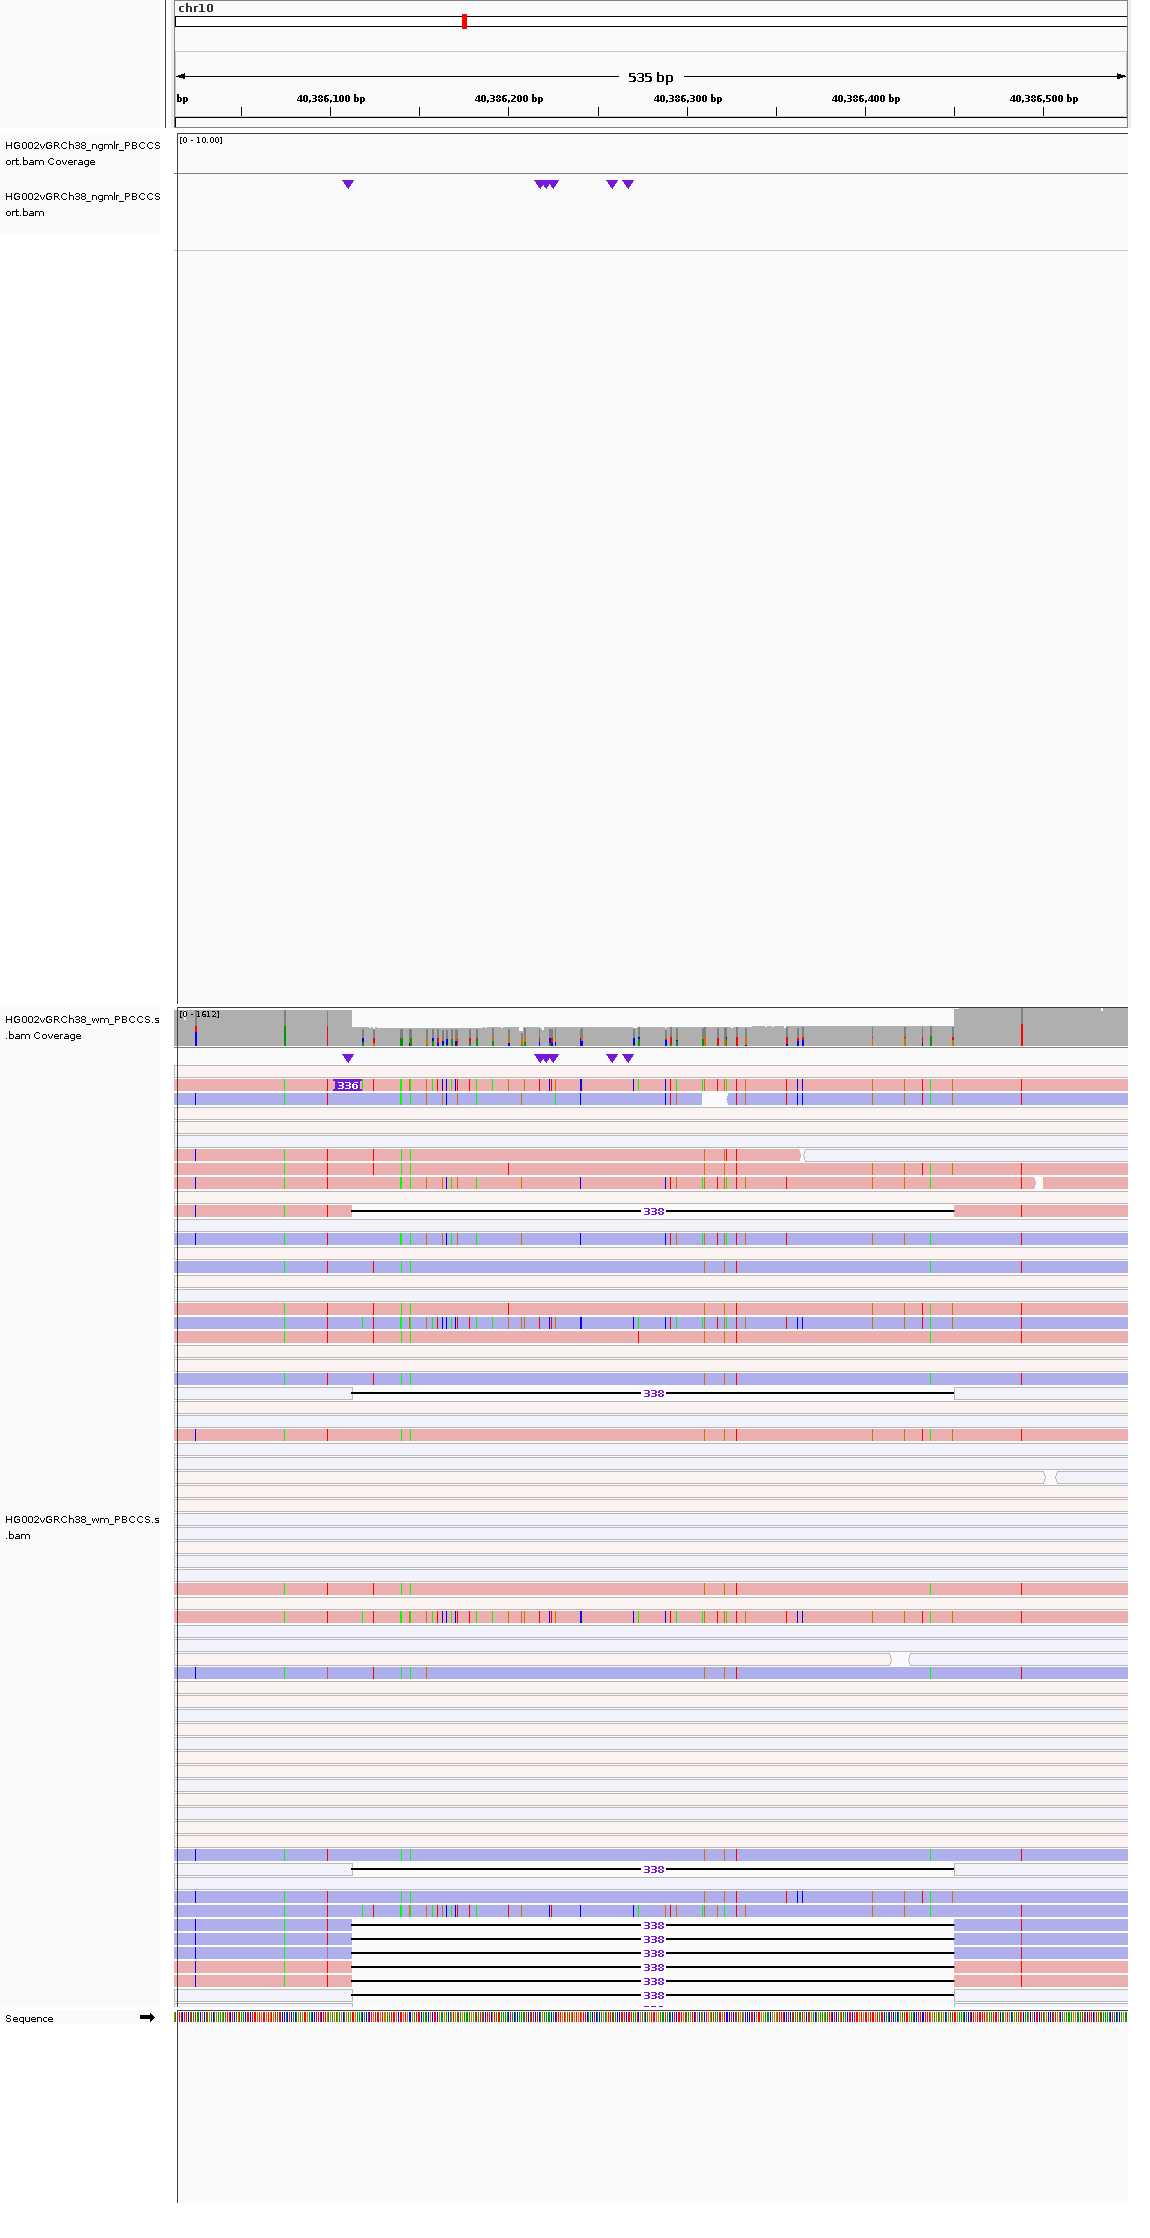 chr10
535 bp
bp 40,386,100 bp 40,386,200 bp 40,386,300 bp 40,386,400 bp 40,386,500 bp
HG002vGRCh38_ngmlr_PBCCS
ort.bam Coverage
[0 - 10.00]
HG002vGRCh38_ngmlr_PBCCS
ort.bam
HG002vGRCh38_wm_PBCCS.s
.bam Coverage
[0 - 1612]
336
338
338
HG002vGRCh38_wm_PBCCS.s
.bam
338
338
338
338
338
338
338
Sequence